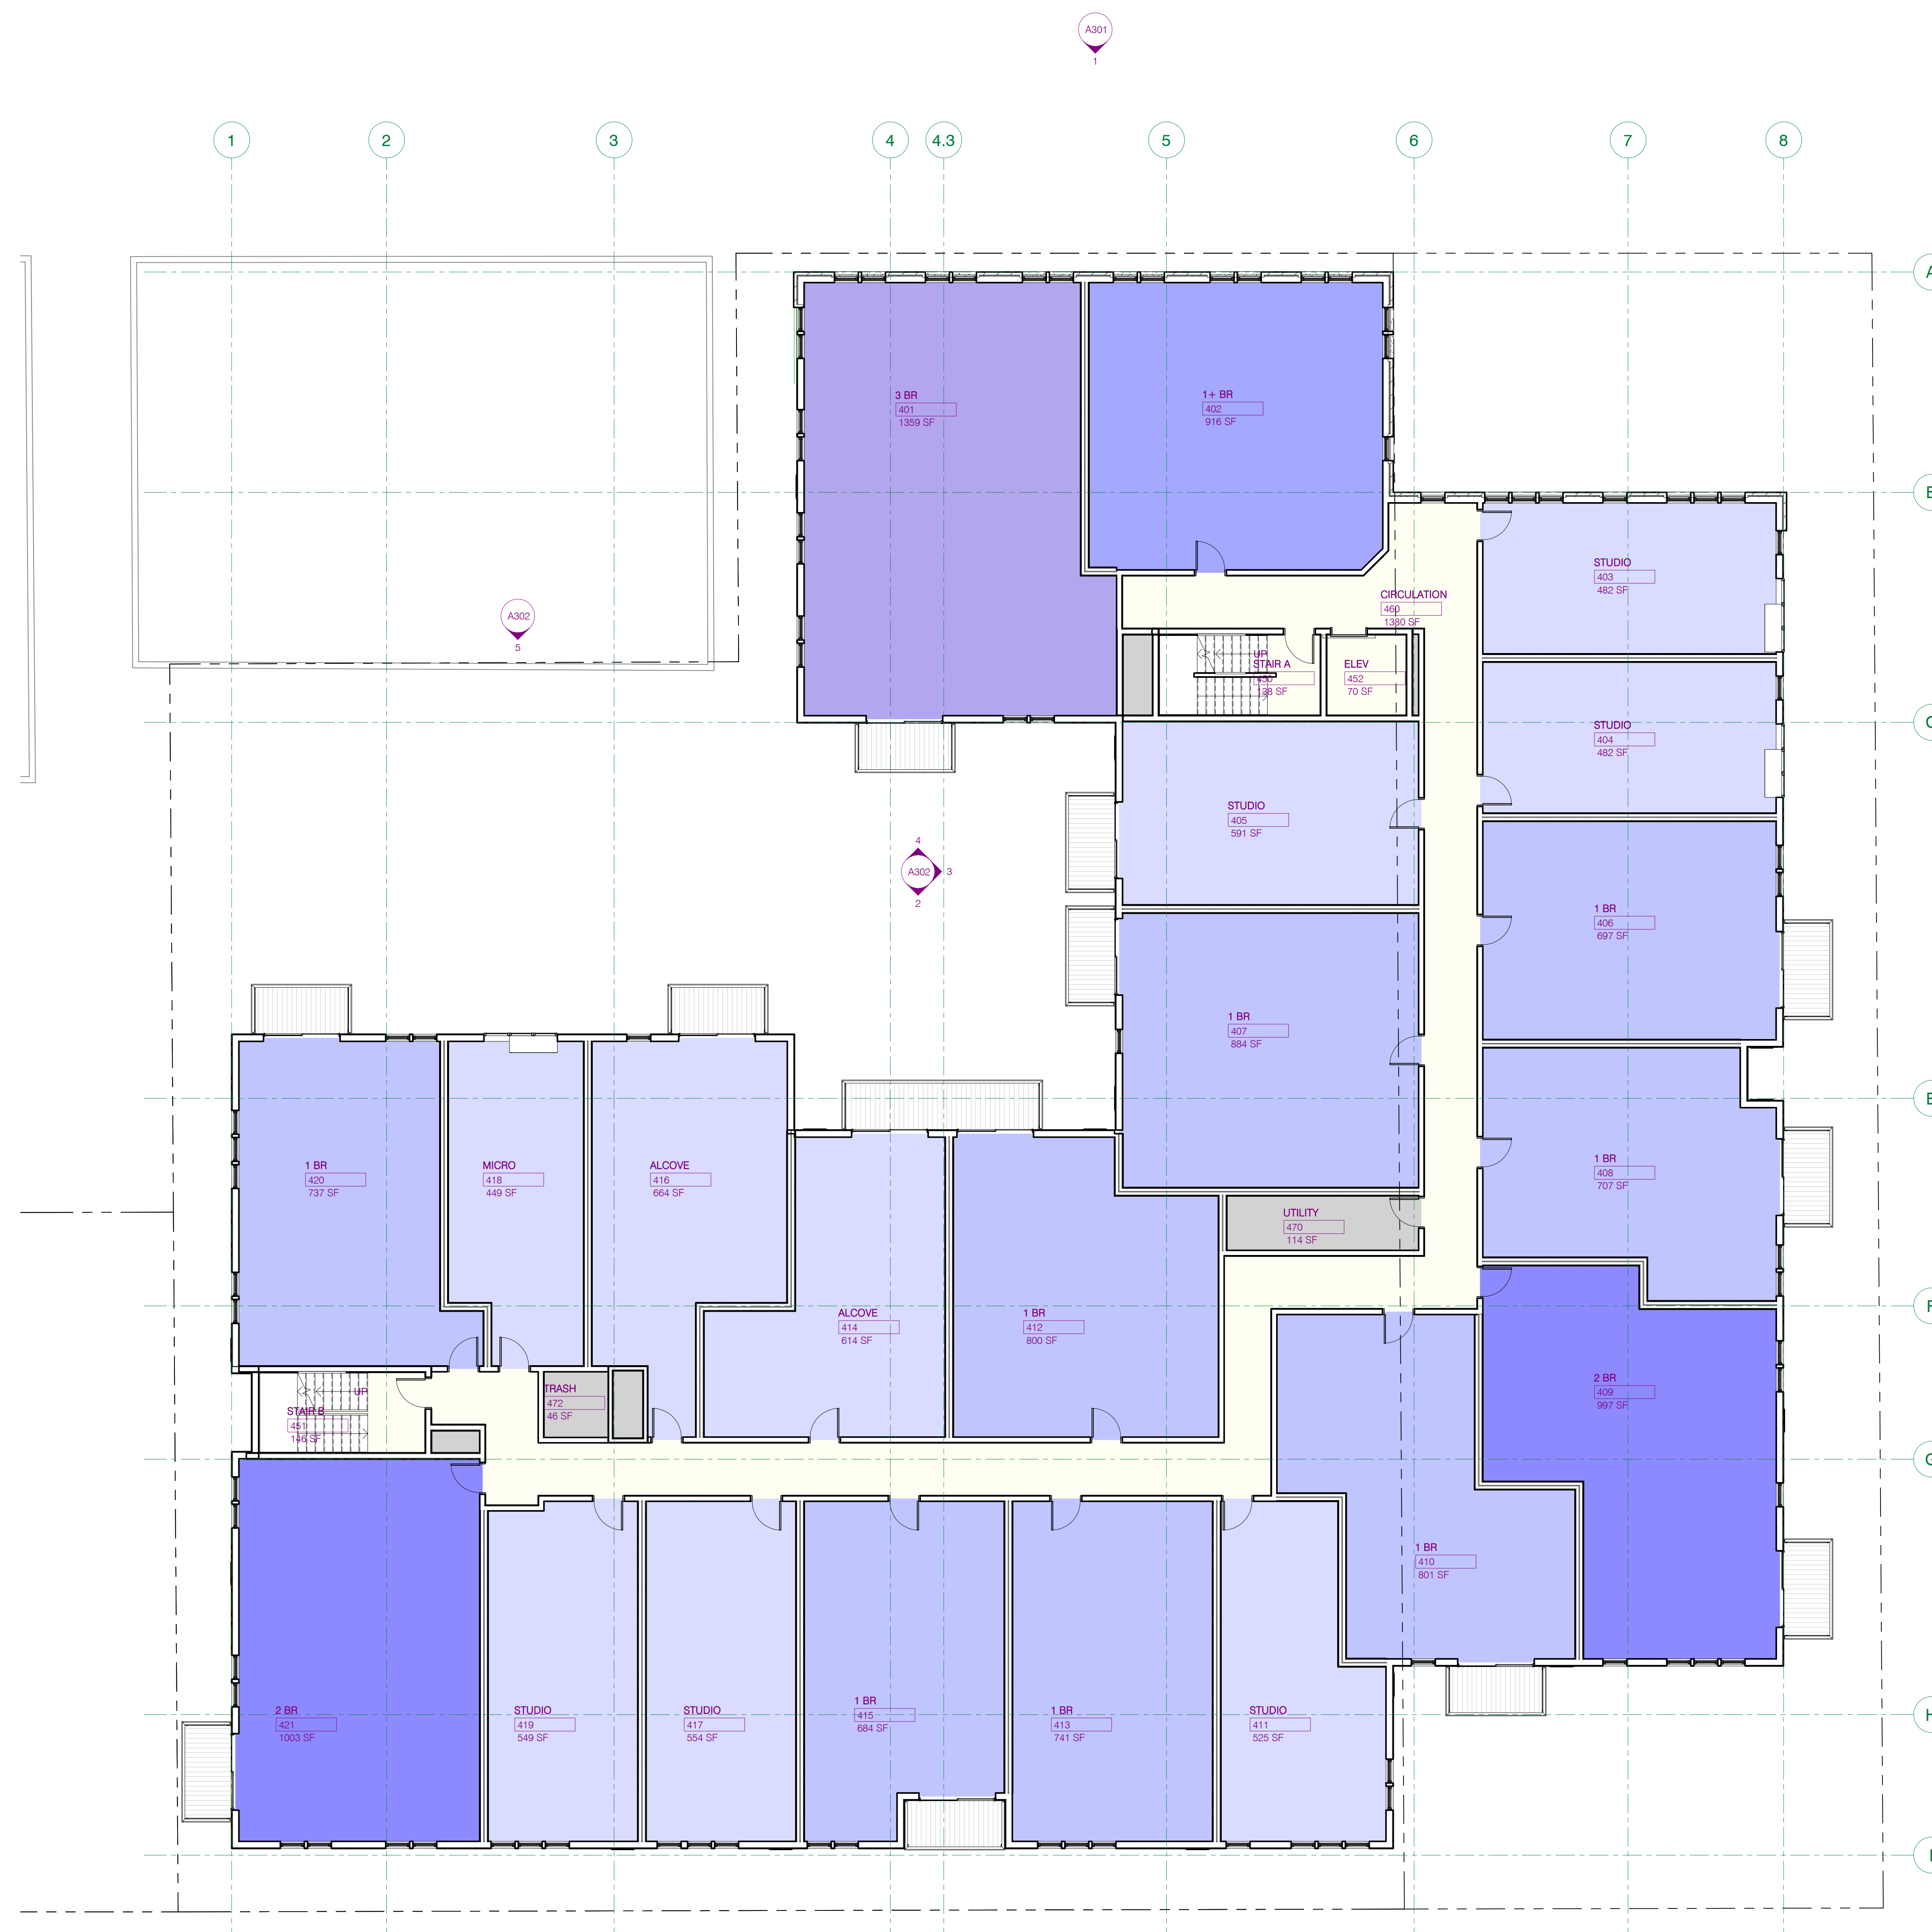 A301
1
1
2
3
4
4.3
5
6
7
8
A
3 BR
401
1359 SF
1+ BR
402
916 SF
STUDIO
403
482 SF
CIRCULATION
460
1380 SF
A302
5
UP
STAIR A
450
138 SF
ELEV
452
70 SF
STUDIO
404
482 SF
STUDIO
405
591 SF
4
A302
3
2
1 BR
406
697 SF
1 BR
407
884 SF
1 BR
420
737 SF
MICRO
418
449 SF
ALCOVE
416
664 SF
1 BR
408
707 SF
UTILITY
470
114 SF
F
ALCOVE
414
614 SF
1 BR
412
800 SF
2 BR
409
997 SF
UP
STAIR B
451
146 SF
TRASH
472
46 SF
G
1 BR
410
801 SF
2 BR
421
1003 SF
STUDIO
419
549 SF
STUDIO
417
554 SF
1 BR
415
684 SF
1 BR
413
741 SF
STUDIO
411
525 SF
H
I